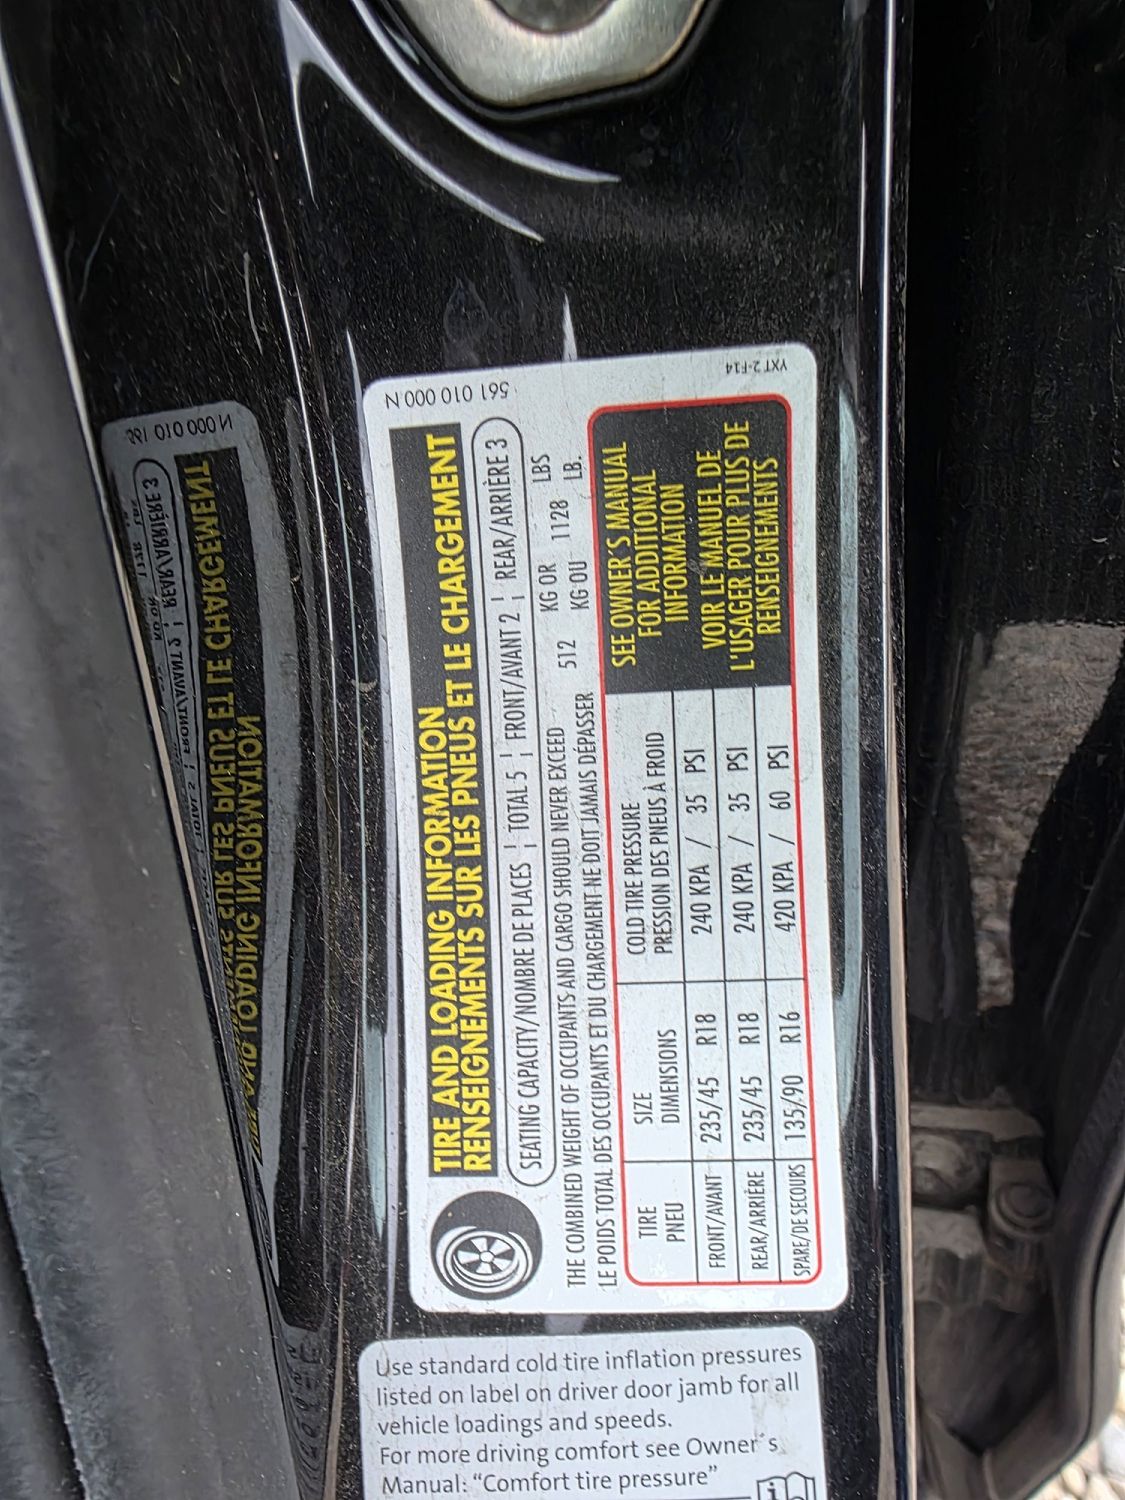 561 010 000 N
TIRE AND LOADING INFORMATION
RENSEIGNEMENTS SUR LES PNEUS ET LE CHARGEMENT
SEATING CAPACITY/NOMBRE DE PLACES ¦ TOTAL 5 ¦ FRONT/AVANT 2 ¦ REAR/ARRIÈRE 3
THE COMBINED WEIGHT OF OCCUPANTS AND CARGO SHOULD NEVER EXCEED 512 KG OR 1128 LBS
LE POIDS TOTAL DES OCCUPANTS ET DU CHARGEMENT NE DOIT JAMAIS DÉPASSER KG OU LB.
TIRE
PNEU
SIZE
DIMENSIONS
COLD TIRE PRESSURE
PRESSION DES PNEUS À FROID
FRONT/AVANT 235/45 R18 240 KPA / 35 PSI
REAR/ARRIÈRE 235/45 R18 240 KPA / 35 PSI
SPARE/DE SECOURS 135/90 R16 420 KPA / 60 PSI
SEE OWNER'S MANUAL
FOR ADDITIONAL
INFORMATION
VOIR LE MANUEL DE
L'USAGER POUR PLUS DE
RENSEIGNEMENTS
YXT 2-F14
Use standard cold tire inflation pressures
listed on label on driver door jamb for all
vehicle loadings and speeds.
For more driving comfort see Owner´s
Manual: “Comfort tire pressure”